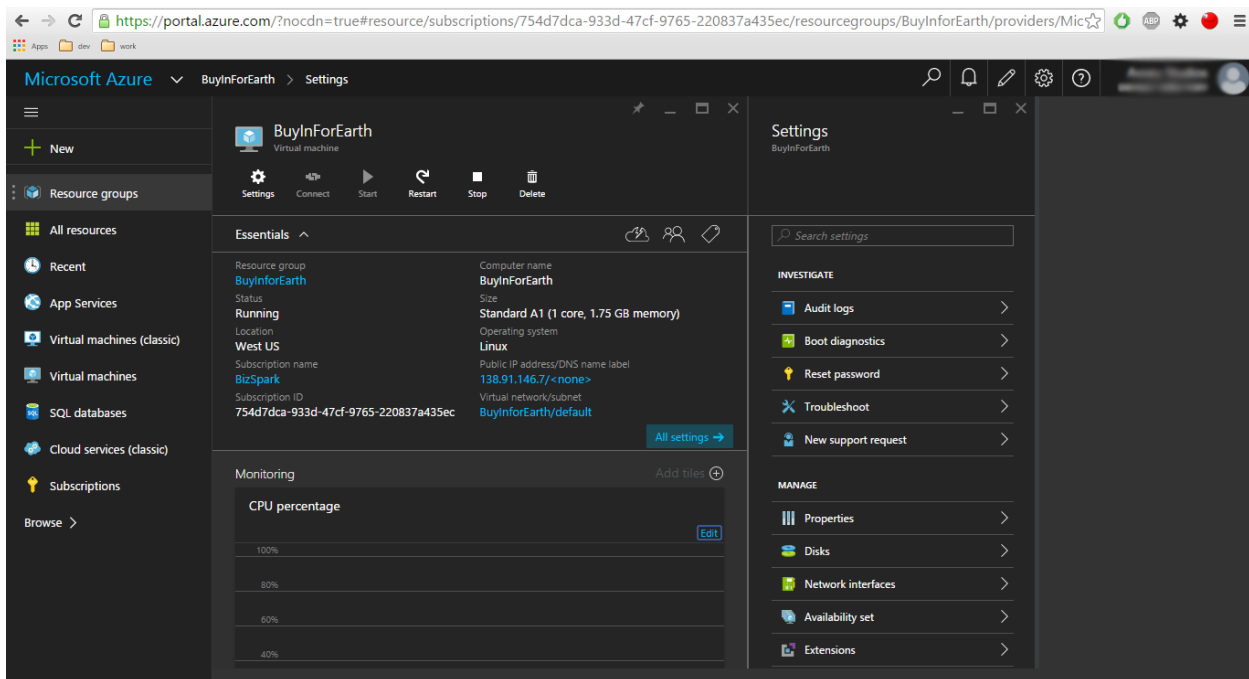 https://portal.azure.com/?nocdn=true#resource/subscriptions/754d7dca-933d-47cf-9765-220837a435ec/resourcegroups/BuyInforEarth/providers/Mic
ABP
Apps dev work
Microsoft Azure BuyInForEarth > Settings
New
Resource groups
All resources
Recent
App Services
Virtual machines (classic)
Virtual machines
SQL databases
Cloud services (classic)
Subscriptions
Browse >
BuyInForEarth
Virtual machine
Settings Connect Start Restart Stop Delete
Essentials
Resource group
BuyInforEarth
Status
Running
Location
West US
Subscription name
BizSpark
Subscription ID
754d7dca-933d-47cf-9765-220837a435ec
Computer name
BuyInForEarth
Size
Standard A1 (1 core, 1.75 GB memory)
Operating system
Linux
Public IP address/DNS name label
138.91.146.7/<none>
Virtual network/subnet
BuyInforEarth/default
All settings →
Monitoring
Add tiles
CPU percentage
Edit
100%
80%
60%
40%
Settings
BuyInForEarth
Search settings
INVESTIGATE
Audit logs
Boot diagnostics
Reset password
Troubleshoot
New support request
MANAGE
Properties
Disks
Network interfaces
Availability set
Extensions